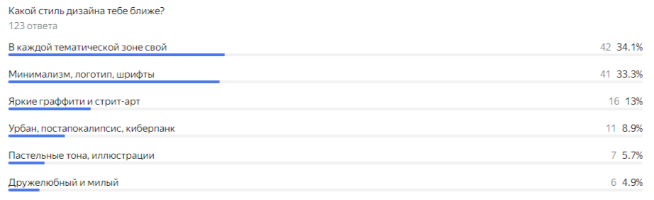 Какой стиль дизайна тебе ближе?
123 ответа
В каждой тематической зоне свой 42 34.1%
Минимализм, логотип, шрифты 41 33.3%
Яркие граффити и стрит-арт 16 13%
Урбан, постапокалипсис, киберпанк 11 8.9%
Пастельные тона, иллюстрации 7 5.7%
Дружелюбный и милый 6 4.9%